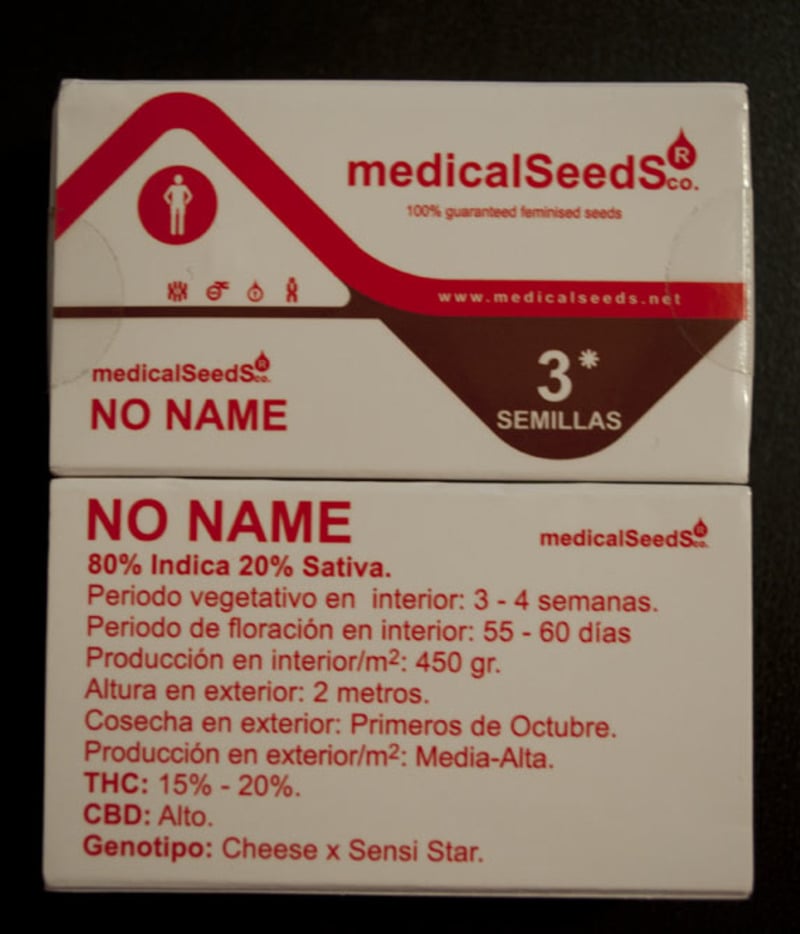 medicalSeedS® co.
100% guaranteed feminised seeds
www.medicalseeds.net
3*
SEMILLAS
medicalSeedS® co.
NO NAME
NO NAME
medicalSeedS® co.
80% Indica 20% Sativa.
Periodo vegetativo en interior: 3 - 4 semanas.
Periodo de floración en interior: 55 - 60 días
Producción en interior/m²: 450 gr.
Altura en exterior: 2 metros.
Cosecha en exterior: Primeros de Octubre.
Producción en exterior/m²: Media-Alta.
THC: 15% - 20%.
CBD: Alto.
Genotipo: Cheese x Sensi Star.